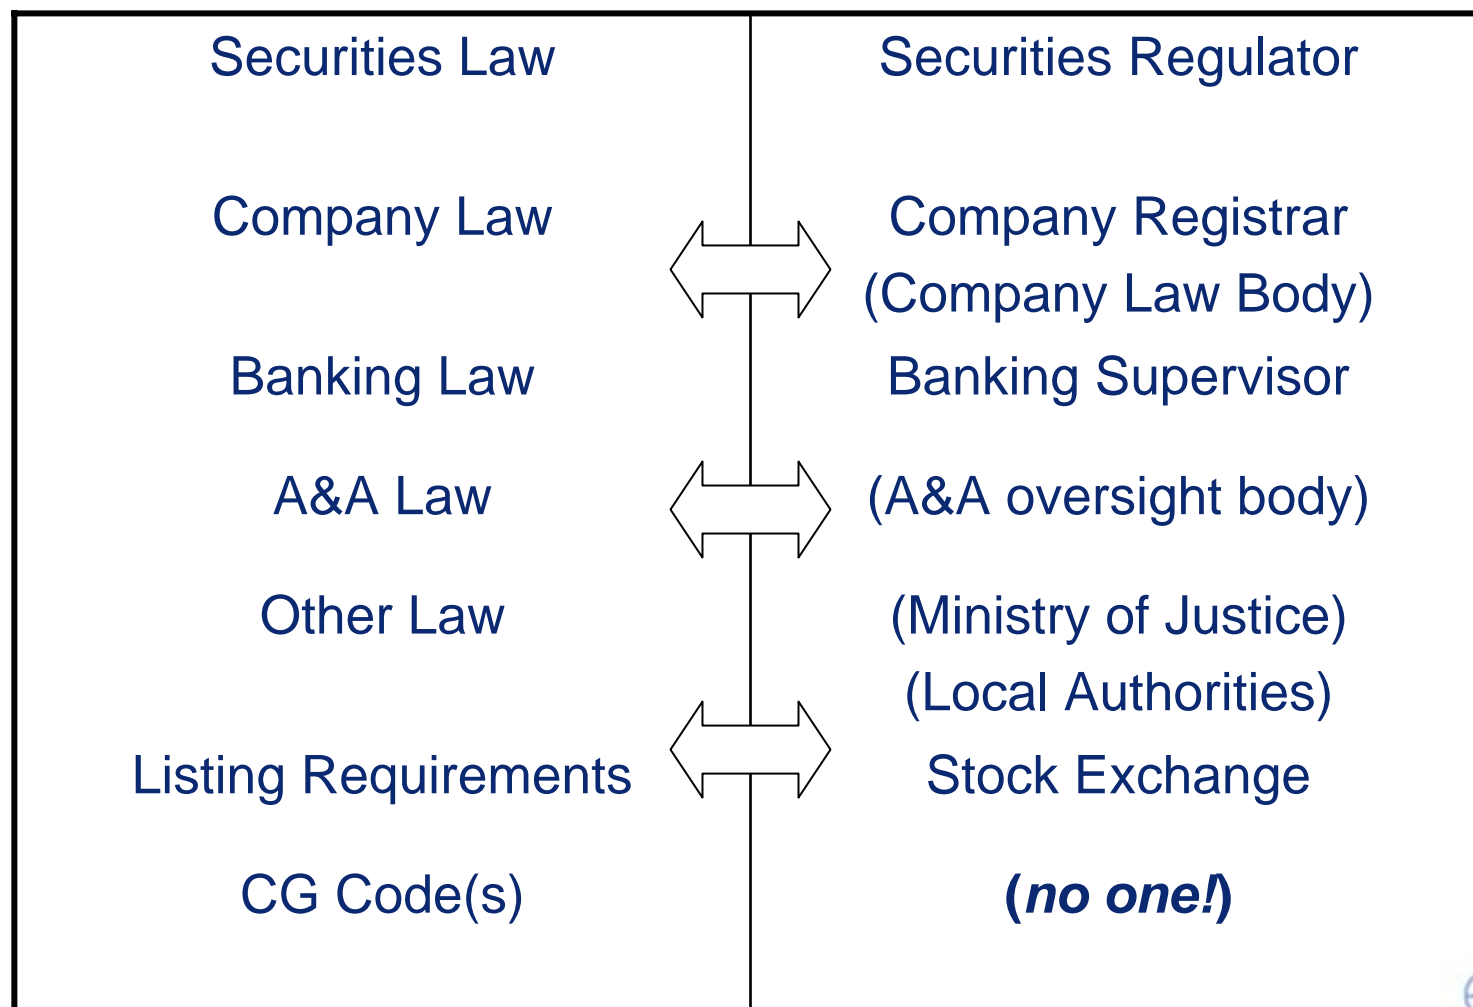 Securities Law
Securities Regulator
Company Law
Company Registrar
(Company Law Body)
Banking Law
Banking Supervisor
A&A Law
(A&A oversight body)
Other Law
(Ministry of Justice)
(Local Authorities)
Listing Requirements
Stock Exchange
CG Code(s)
(no one!)